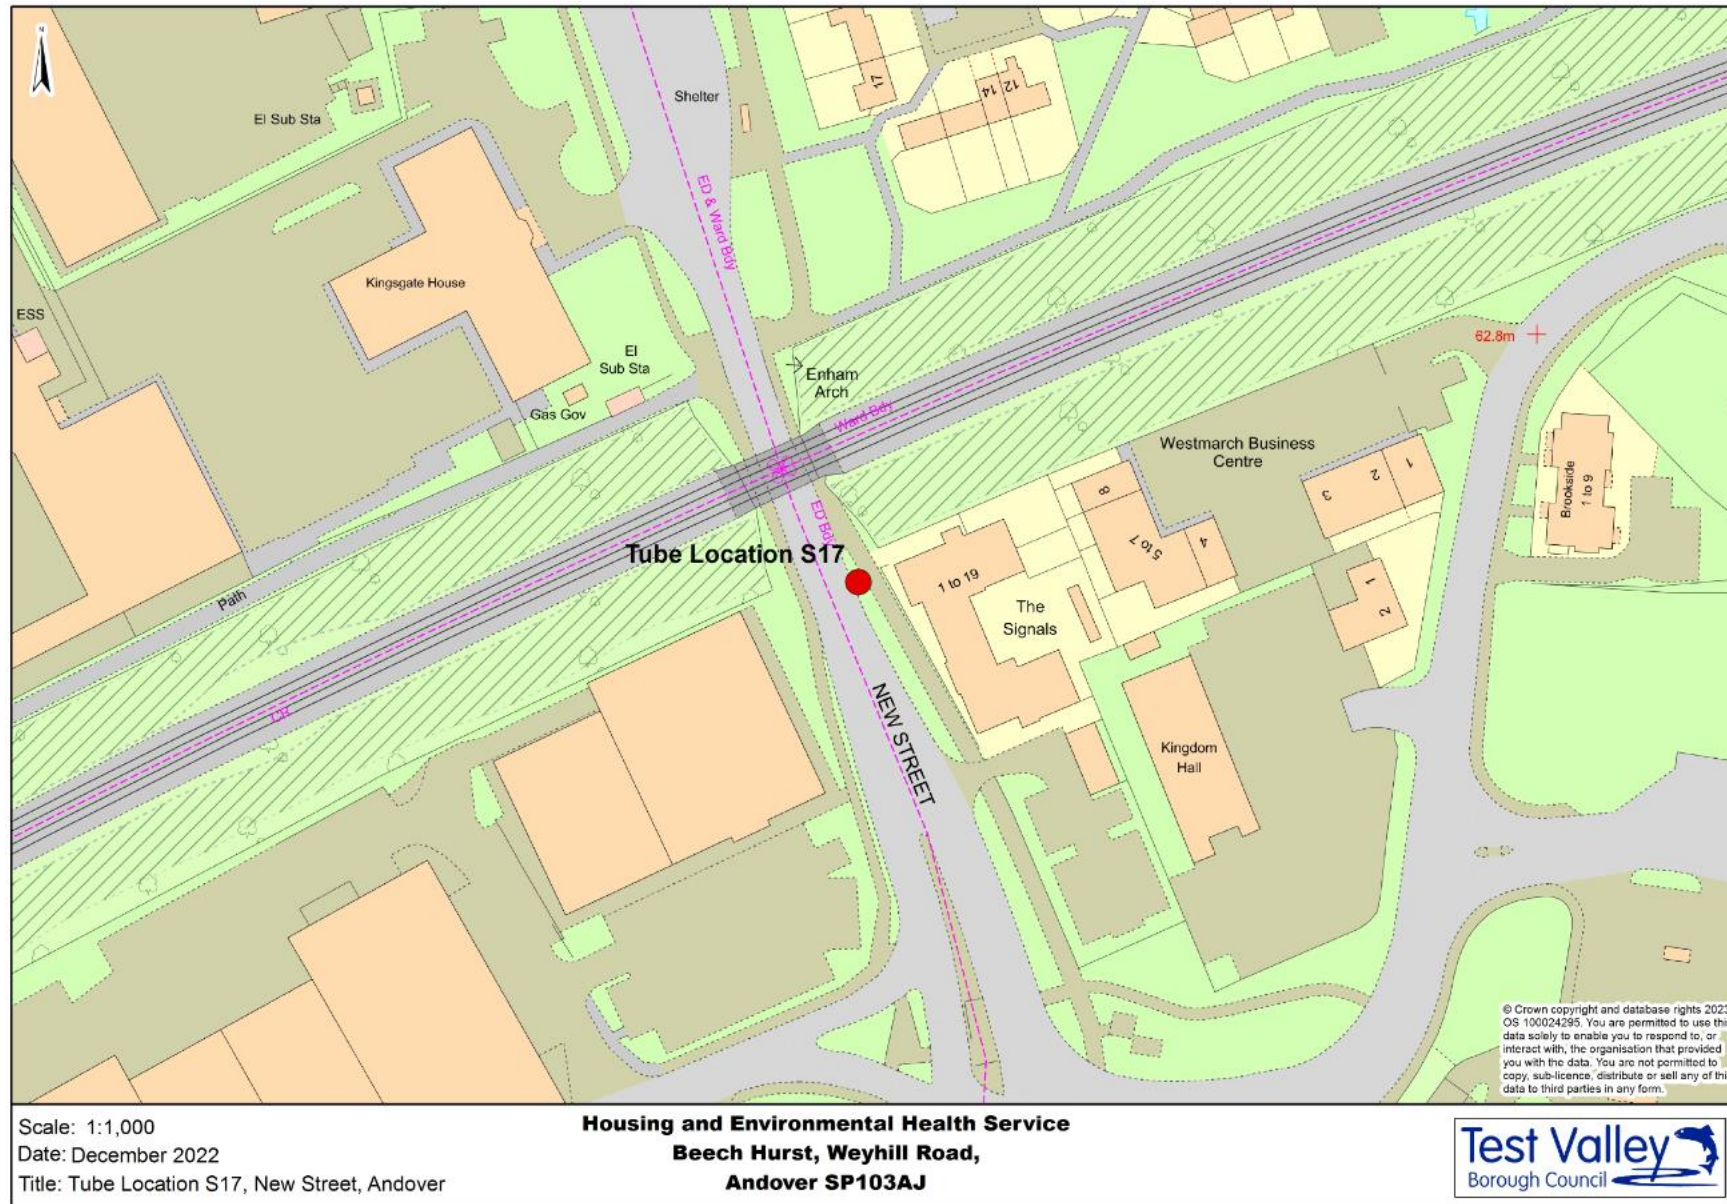 N
Shelter
El Sub Sta
17
14
12
ED & Ward Bdy
Kingsgate House
ESS
El
Sub Sta
Gas Gov
Enham
Arch
Ward Bdy
62.8m
Westmarch Business
Centre
1
2
3
8
5 to 7
4
Brookside
1 to 9
ED Bdy
Tube Location S17
1 to 19
The
Signals
1
2
Path
CR
NEW STREET
Kingdom
Hall
© Crown copyright and database rights 2023
OS 100024295. You are permitted to use thi
data solely to enable you to respond to, or
interact with, the organisation that provided
you with the data. You are not permitted to
copy, sub-licence, distribute or sell any of thi
data to third parties in any form.
Scale: 1:1,000
Date: December 2022
Title: Tube Location S17, New Street, Andover
Housing and Environmental Health Service
Beech Hurst, Weyhill Road,
Andover SP103AJ
Test Valley
Borough Council